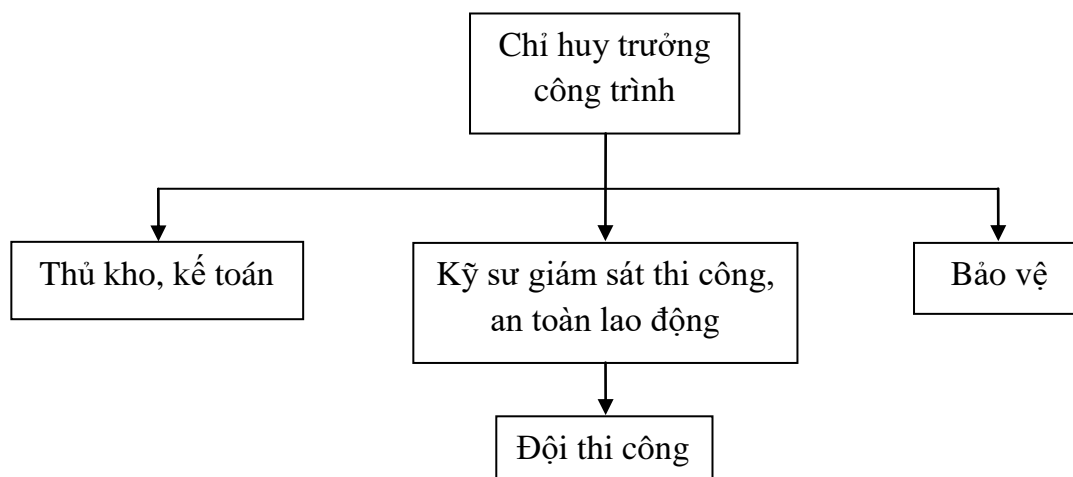 Chỉ huy trưởng
công trình
Thủ kho, kế toán
Kỹ sư giám sát thi công,
an toàn lao động
Bảo vệ
Đội thi công